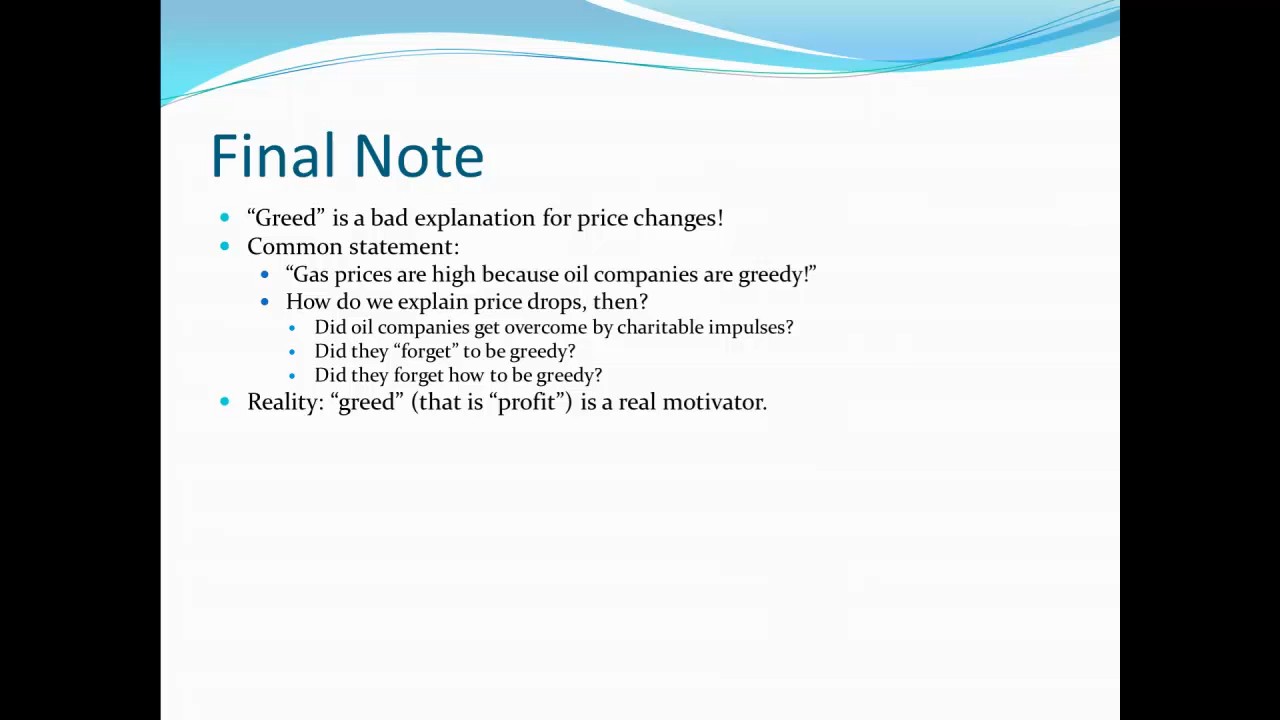 Final Note
“Greed” is a bad explanation for price changes!
Common statement:
“Gas prices are high because oil companies are greedy!”
How do we explain price drops, then?
Did oil companies get overcome by charitable impulses?
Did they “forget” to be greedy?
Did they forget how to be greedy?
Reality: “greed” (that is “profit”) is a real motivator.